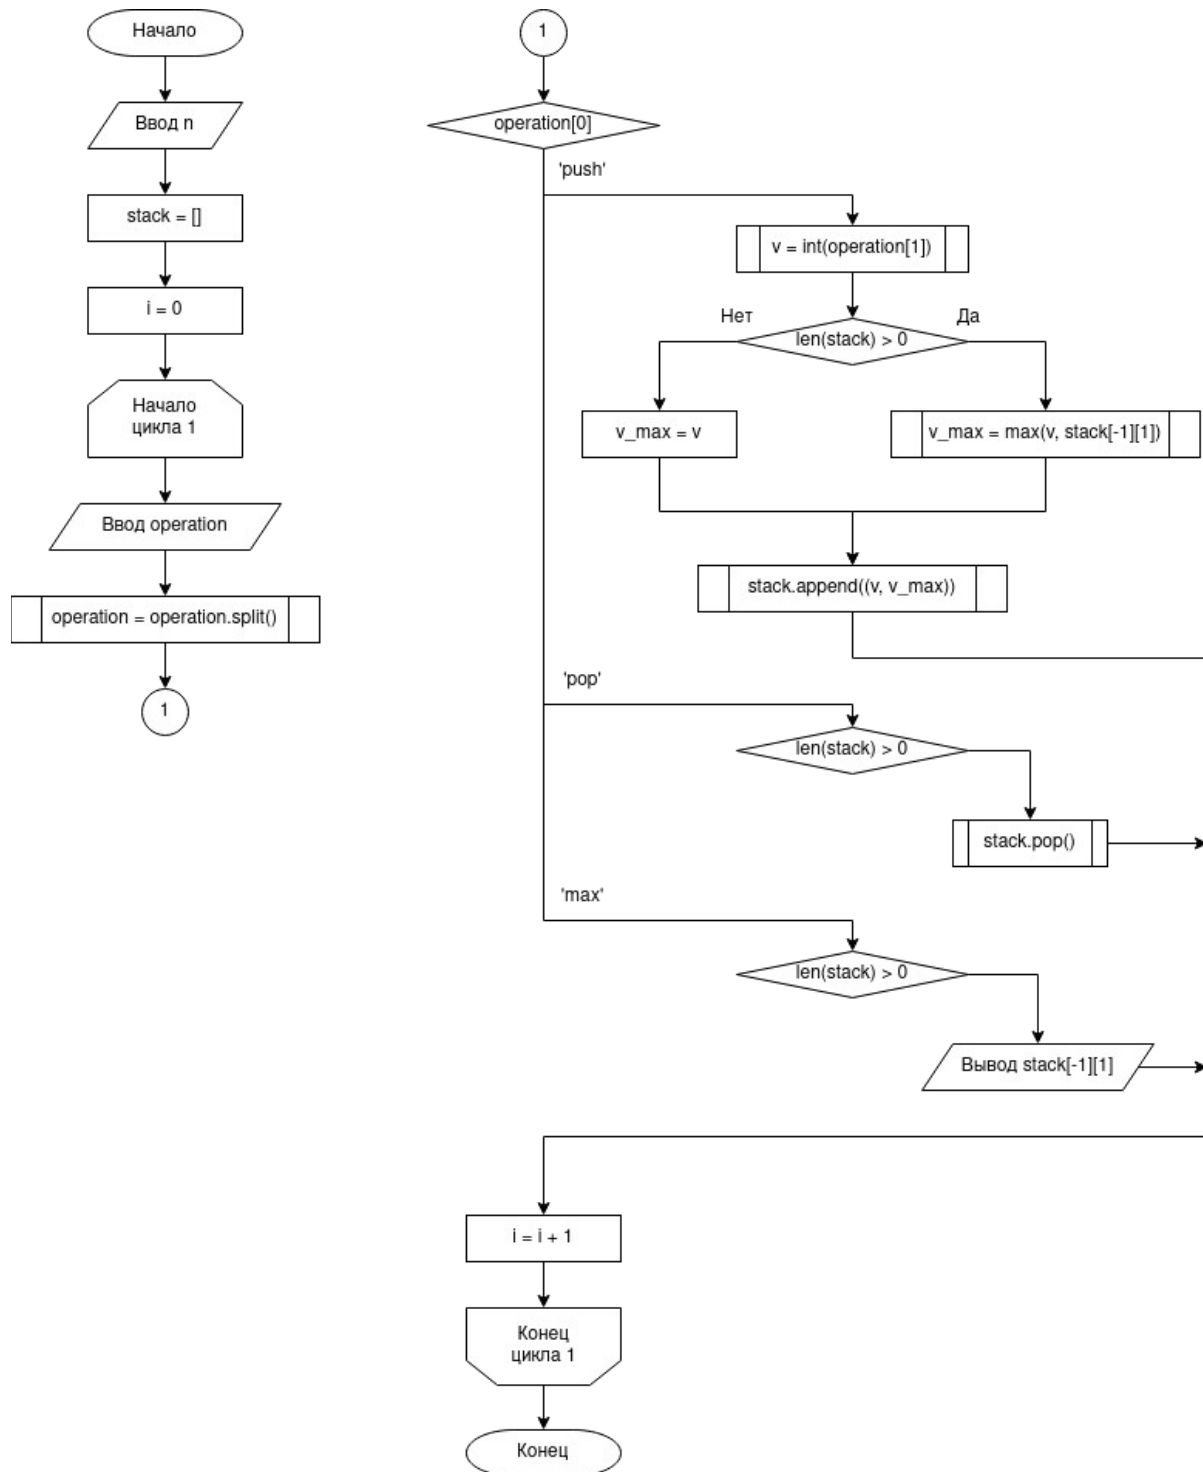 Начало
Ввод n
stack = []
i = 0
Начало
цикла 1
Ввод operation
operation = operation.split()
1
1
operation[0]
'push'
v = int(operation[1])
Нет
Да
len(stack) > 0
v_max = v
v_max = max(v, stack[-1][1])
stack.append((v, v_max))
'pop'
len(stack) > 0
stack.pop()
'max'
len(stack) > 0
Вывод stack[-1][1]
i = i + 1
Конец
цикла 1
Конец